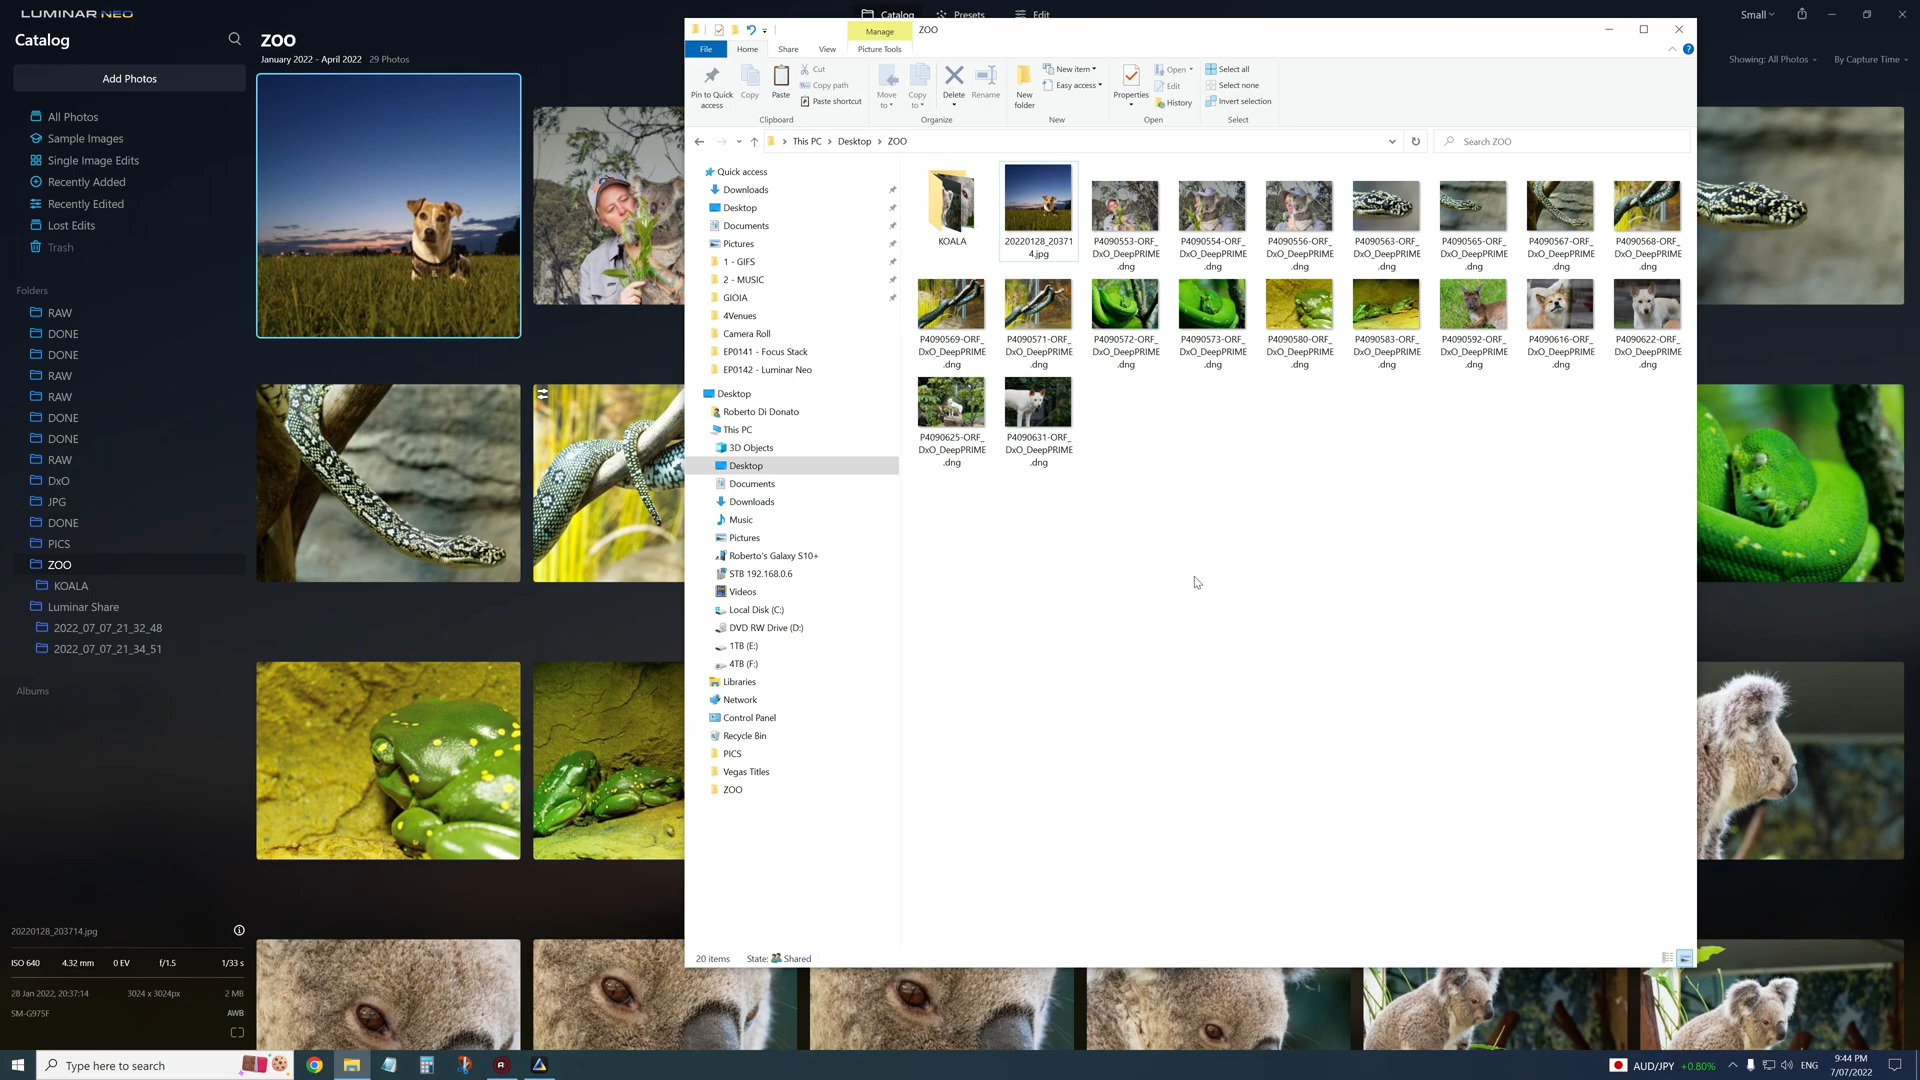 LUMINAR NEO
Catalog
Presets
Edit
Small
Catalog
ZOO
January 2022 - April 2022 29 Photos
Showing: All Photos
By Capture Time
Add Photos
All Photos
Sample Images
Single Image Edits
Recently Added
Recently Edited
Lost Edits
Trash
Folders
RAW
DONE
DONE
RAW
RAW
DONE
DONE
RAW
DxO
JPG
DONE
PICS
ZOO
KOALA
Luminar Share
2022_07_07_21_32_48
2022_07_07_21_34_51
Albums
20220128_203714.jpg
ISO 640 4.32 mm 0 EV f/1.5 1/33 s
28 Jan 2022, 20:37:14 3024 x 3024px 2 MB
SM-G975F AWB
Manage
ZOO
File Home Share View Picture Tools
Pin to Quick access
Copy
Paste
Cut
Copy path
Paste shortcut
Clipboard
Move to
Copy to
Delete
Rename
Organize
New folder
New item
Easy access
New
Properties
Open
Edit
History
Open
Select all
Select none
Invert selection
Select
This PC > Desktop > ZOO
Search ZOO
Quick access
Downloads
Desktop
Documents
Pictures
1 - GIFS
2 - MUSIC
GIOIA
4Venues
Camera Roll
EP0141 - Focus Stack
EP0142 - Luminar Neo
Desktop
Roberto Di Donato
This PC
3D Objects
Desktop
Documents
Downloads
Music
Pictures
Roberto's Galaxy S10+
STB 192.168.0.6
Videos
Local Disk (C:)
DVD RW Drive (D:)
1TB (E:)
4TB (F:)
Libraries
Network
Control Panel
Recycle Bin
PICS
Vegas Titles
ZOO
KOALA
20220128_203714.jpg
P4090553-ORF_DxO_DeepPRIME.dng
P4090554-ORF_DxO_DeepPRIME.dng
P4090556-ORF_DxO_DeepPRIME.dng
P4090563-ORF_DxO_DeepPRIME.dng
P4090565-ORF_DxO_DeepPRIME.dng
P4090567-ORF_DxO_DeepPRIME.dng
P4090568-ORF_DxO_DeepPRIME.dng
P4090569-ORF_DxO_DeepPRIME.dng
P4090571-ORF_DxO_DeepPRIME.dng
P4090572-ORF_DxO_DeepPRIME.dng
P4090573-ORF_DxO_DeepPRIME.dng
P4090580-ORF_DxO_DeepPRIME.dng
P4090583-ORF_DxO_DeepPRIME.dng
P4090592-ORF_DxO_DeepPRIME.dng
P4090616-ORF_DxO_DeepPRIME.dng
P4090622-ORF_DxO_DeepPRIME.dng
P4090625-ORF_DxO_DeepPRIME.dng
P4090631-ORF_DxO_DeepPRIME.dng
20 items State: Shared
Type here to search
AUD/JPY +0.80%
ENG
9:44 PM
7/07/2022